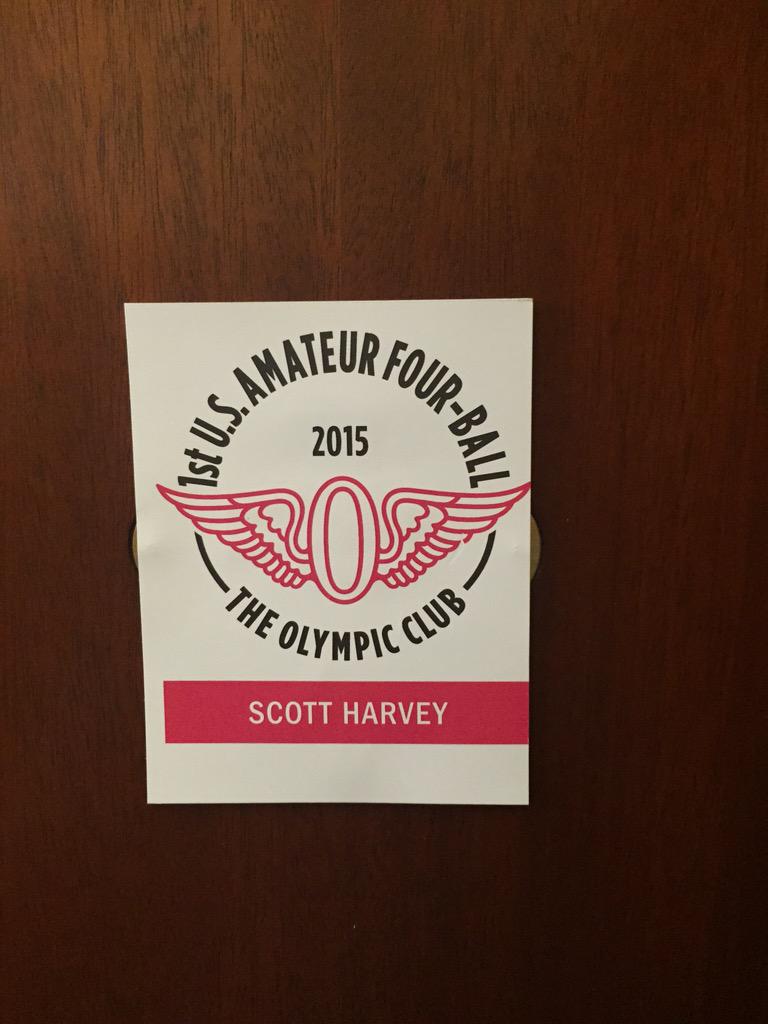 1st U.S. AMATEUR FOUR-BALL
2015
THE OLYMPIC CLUB
SCOTT HARVEY